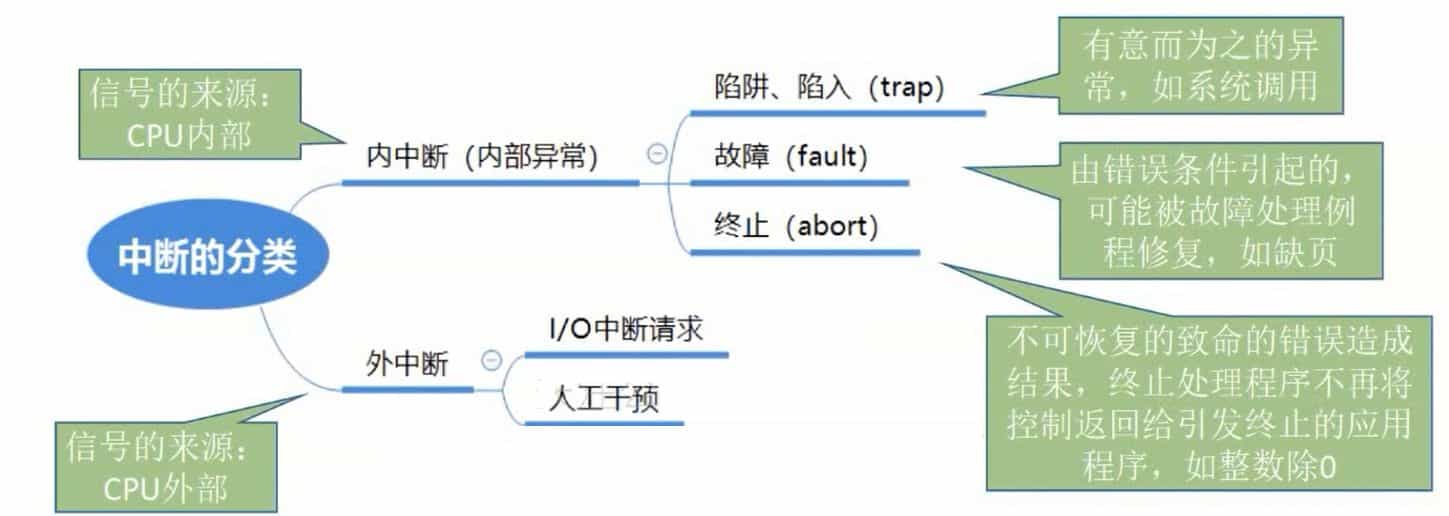 信号的来源：
CPU内部
内中断（内部异常）
陷阱、陷入（trap）
有意而为之的异
常，如系统调用
故障（fault）
由错误条件引起的，
可能被故障处理例
程修复，如缺页
终止（abort）
不可恢复的致命的错误造成
结果，终止处理程序不再将
控制返回给引发终止的应用
程序，如整数除0
中断的分类
外中断
I/O中断请求
人工干预
信号的来源：
CPU外部